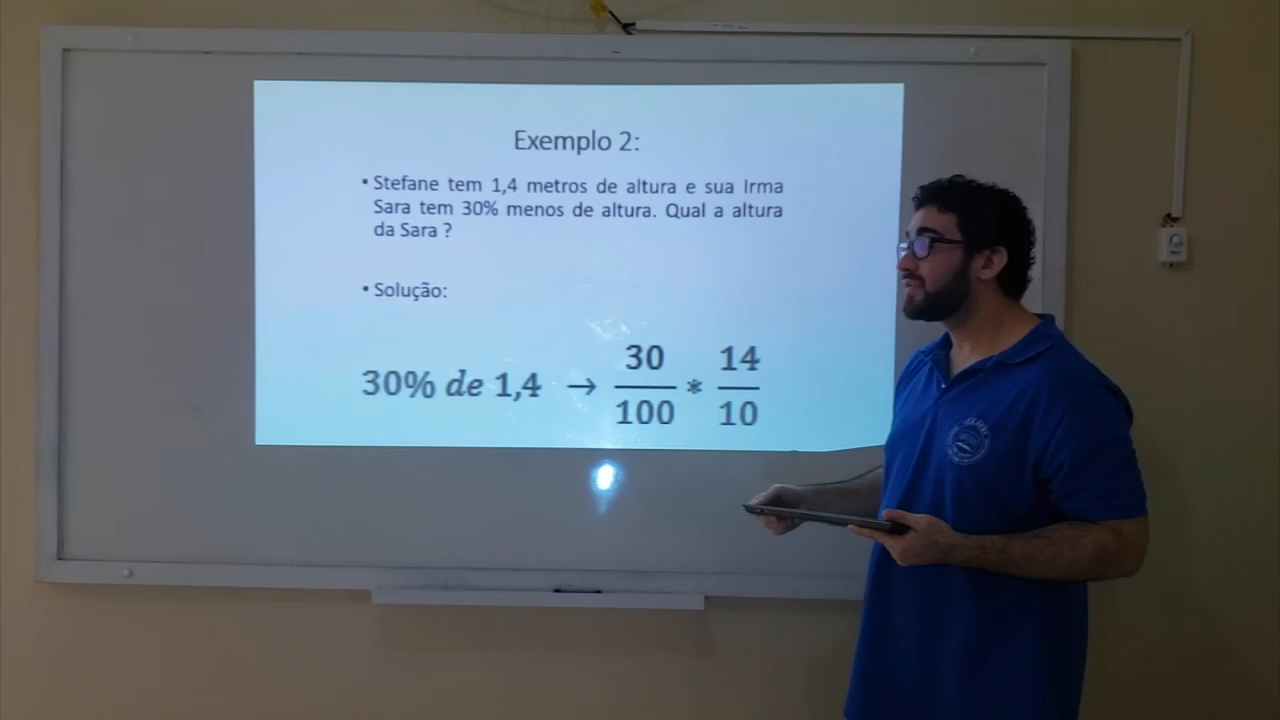 Exemplo 2:
• Stefane tem 1,4 metros de altura e sua Irma
Sara tem 30% menos de altura. Qual a altura
da Sara ?
• Solução:
30% de 1,4 → 30/100 * 14/10